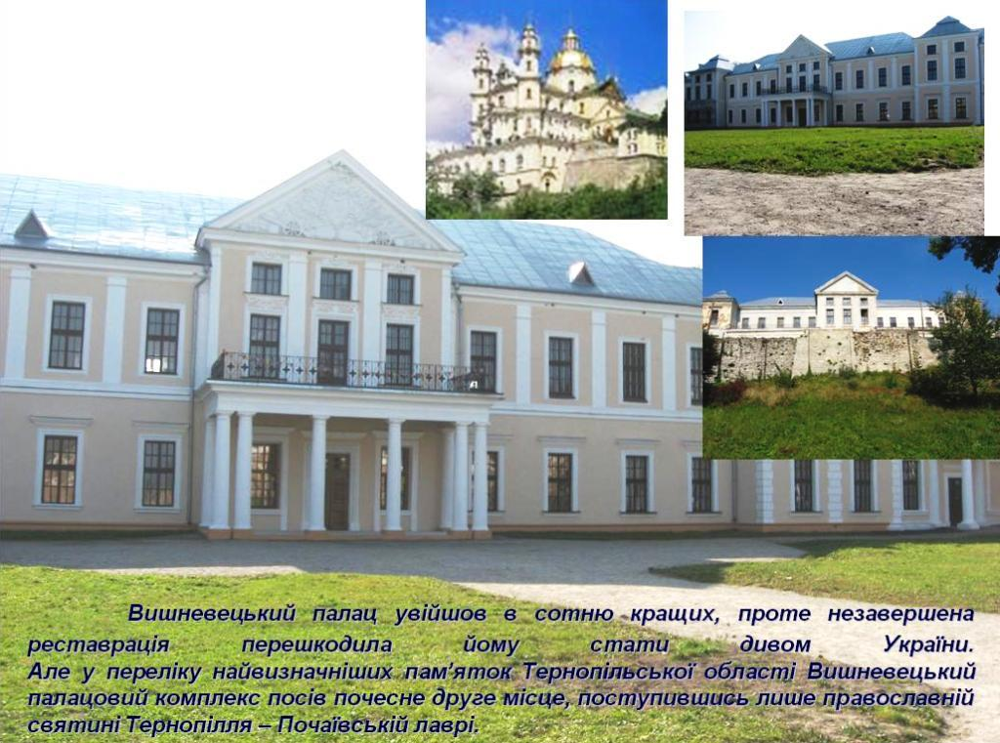 Вишневецький палац увійшов в сотню кращих, проте незавершена
реставрація перешкодила йому стати дивом України.
Але у переліку найвизначніших пам'яток Тернопільської області Вишневецький
палацовий комплекс посів почесне друге місце, поступившись лише православній
святині Тернопілля – Почаївській лаврі.